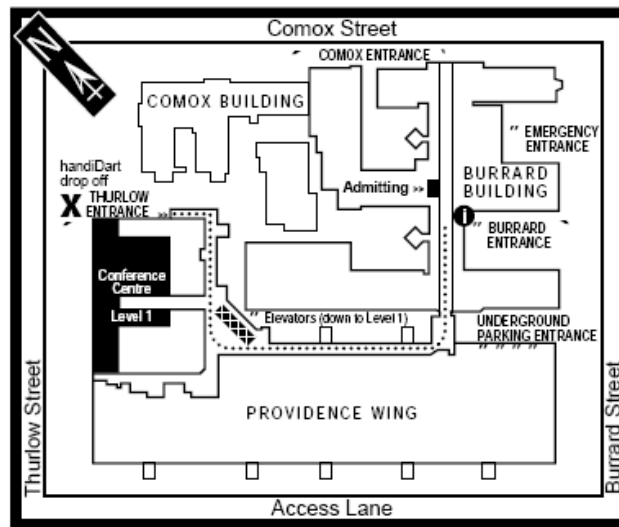 Comox Street
N
COMOX ENTRANCE
COMOX BUILDING
" EMERGENCY
ENTRANCE
handiDart
drop off
X THURLOW
ENTRANCE »
Admitting »
BURRARD
BUILDING
i
" BURRARD
ENTRANCE
Conference
Centre
Level 1
" Elevators (down to Level 1)
UNDERGROUND
PARKING ENTRANCE
" " " "
PROVIDENCE WING
Thurlow Street
Burrard Street
Access Lane